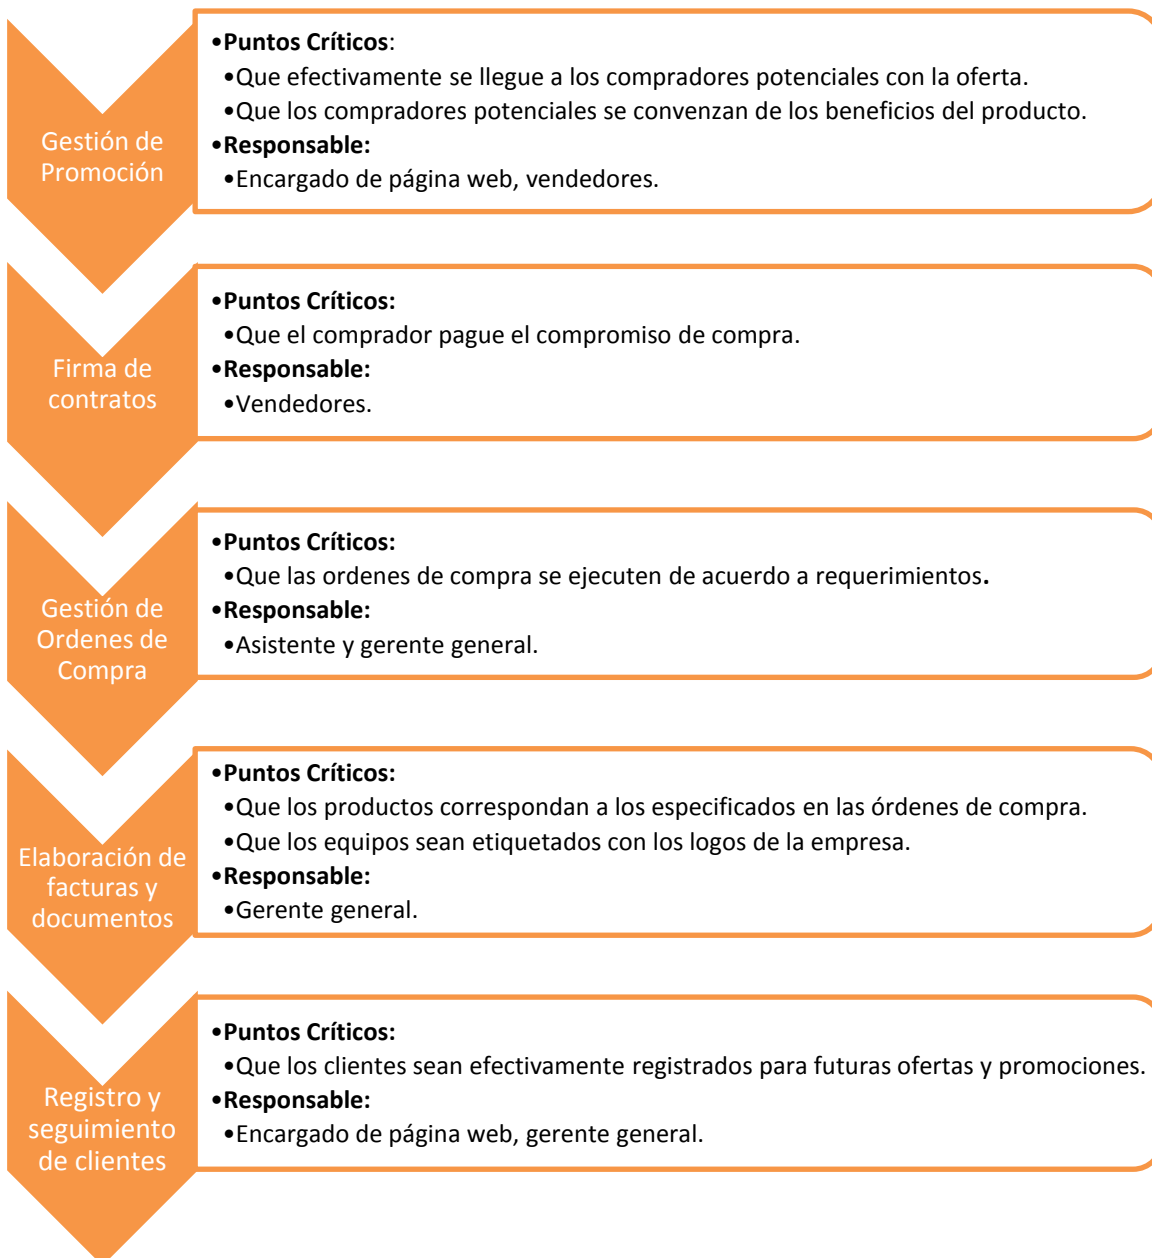 Gestión de
Promoción
•Puntos Críticos:
•Que efectivamente se llegue a los compradores potenciales con la oferta.
•Que los compradores potenciales se convenzan de los beneficios del producto.
•Responsable:
•Encargado de página web, vendedores.
Firma de
contratos
•Puntos Críticos:
•Que el comprador pague el compromiso de compra.
•Responsable:
•Vendedores.
Gestión de
Ordenes de
Compra
•Puntos Críticos:
•Que las ordenes de compra se ejecuten de acuerdo a requerimientos.
•Responsable:
•Asistente y gerente general.
Elaboración de
facturas y
documentos
•Puntos Críticos:
•Que los productos correspondan a los especificados en las órdenes de compra.
•Que los equipos sean etiquetados con los logos de la empresa.
•Responsable:
•Gerente general.
Registro y
seguimiento
de clientes
•Puntos Críticos:
•Que los clientes sean efectivamente registrados para futuras ofertas y promociones.
•Responsable:
•Encargado de página web, gerente general.